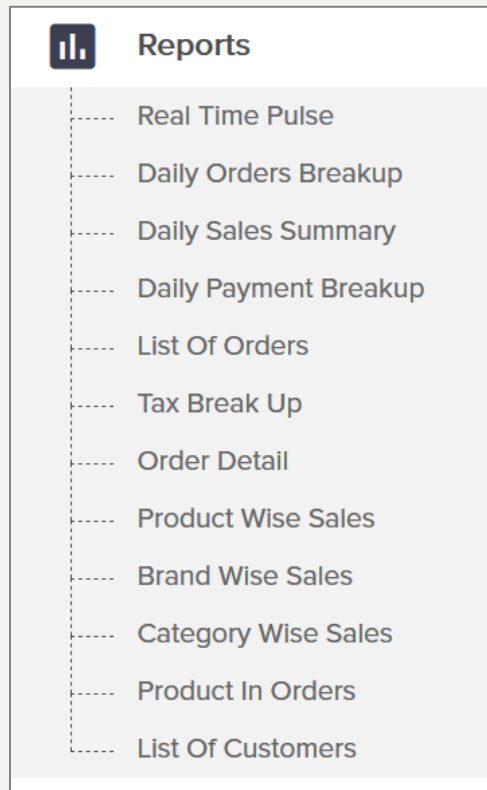 Reports
Real Time Pulse
Daily Orders Breakup
Daily Sales Summary
Daily Payment Breakup
List Of Orders
Tax Break Up
Order Detail
Product Wise Sales
Brand Wise Sales
Category Wise Sales
Product In Orders
List Of Customers